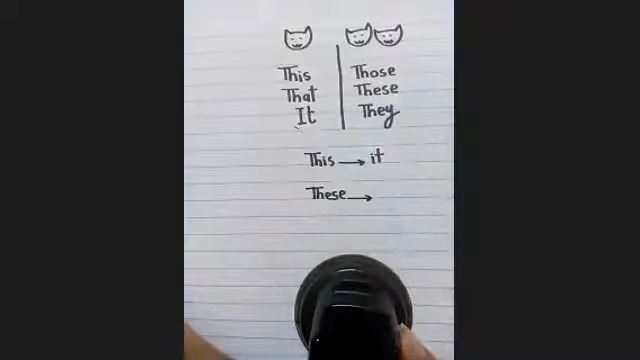 This Those
That These
It They
This → it
These →